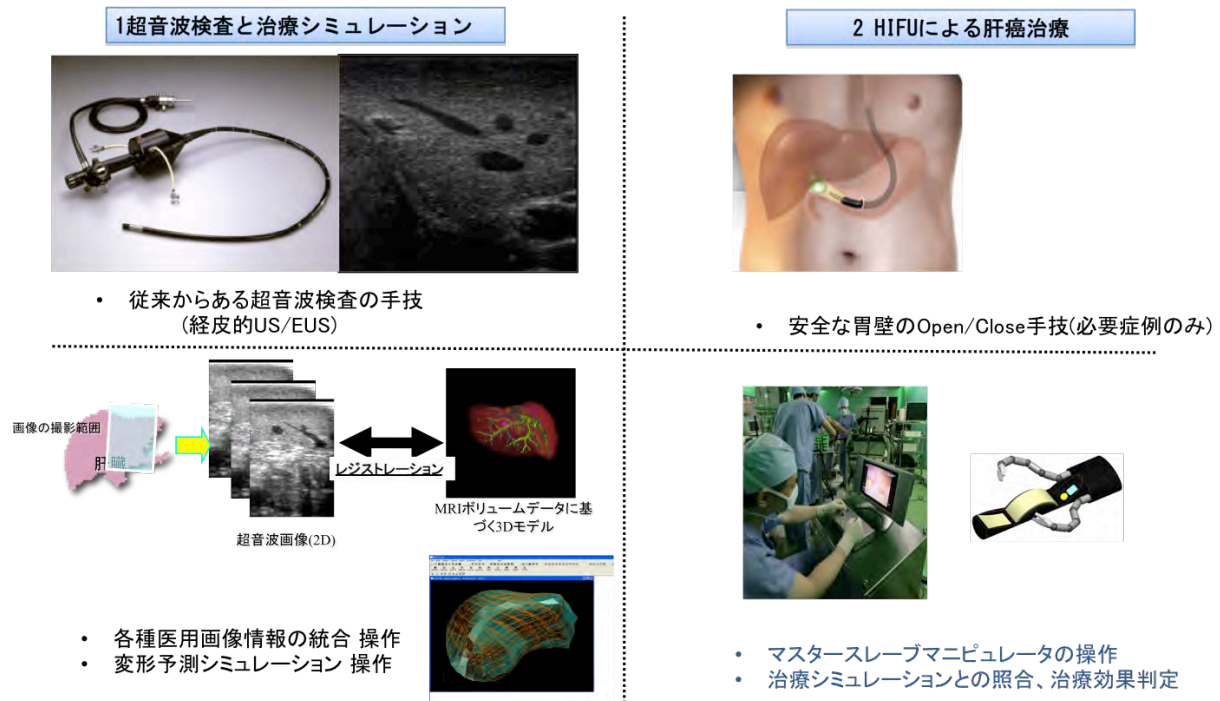 1超音波検査と治療シミュレーション
2 HIFUによる肝癌治療
• 従来からある超音波検査の手技
(経皮的US/EUS)
• 安全な胃壁のOpen/Close手技(必要症例のみ)
画像の撮影範囲
肝臓
レジストレーション
超音波画像(2D)
MRIボリュームデータに基
づく3Dモデル
• 各種医用画像情報の統合 操作
• 変形予測シミュレーション 操作
• マスタースレーブマニピュレータの操作
• 治療シミュレーションとの照合、治療効果判定